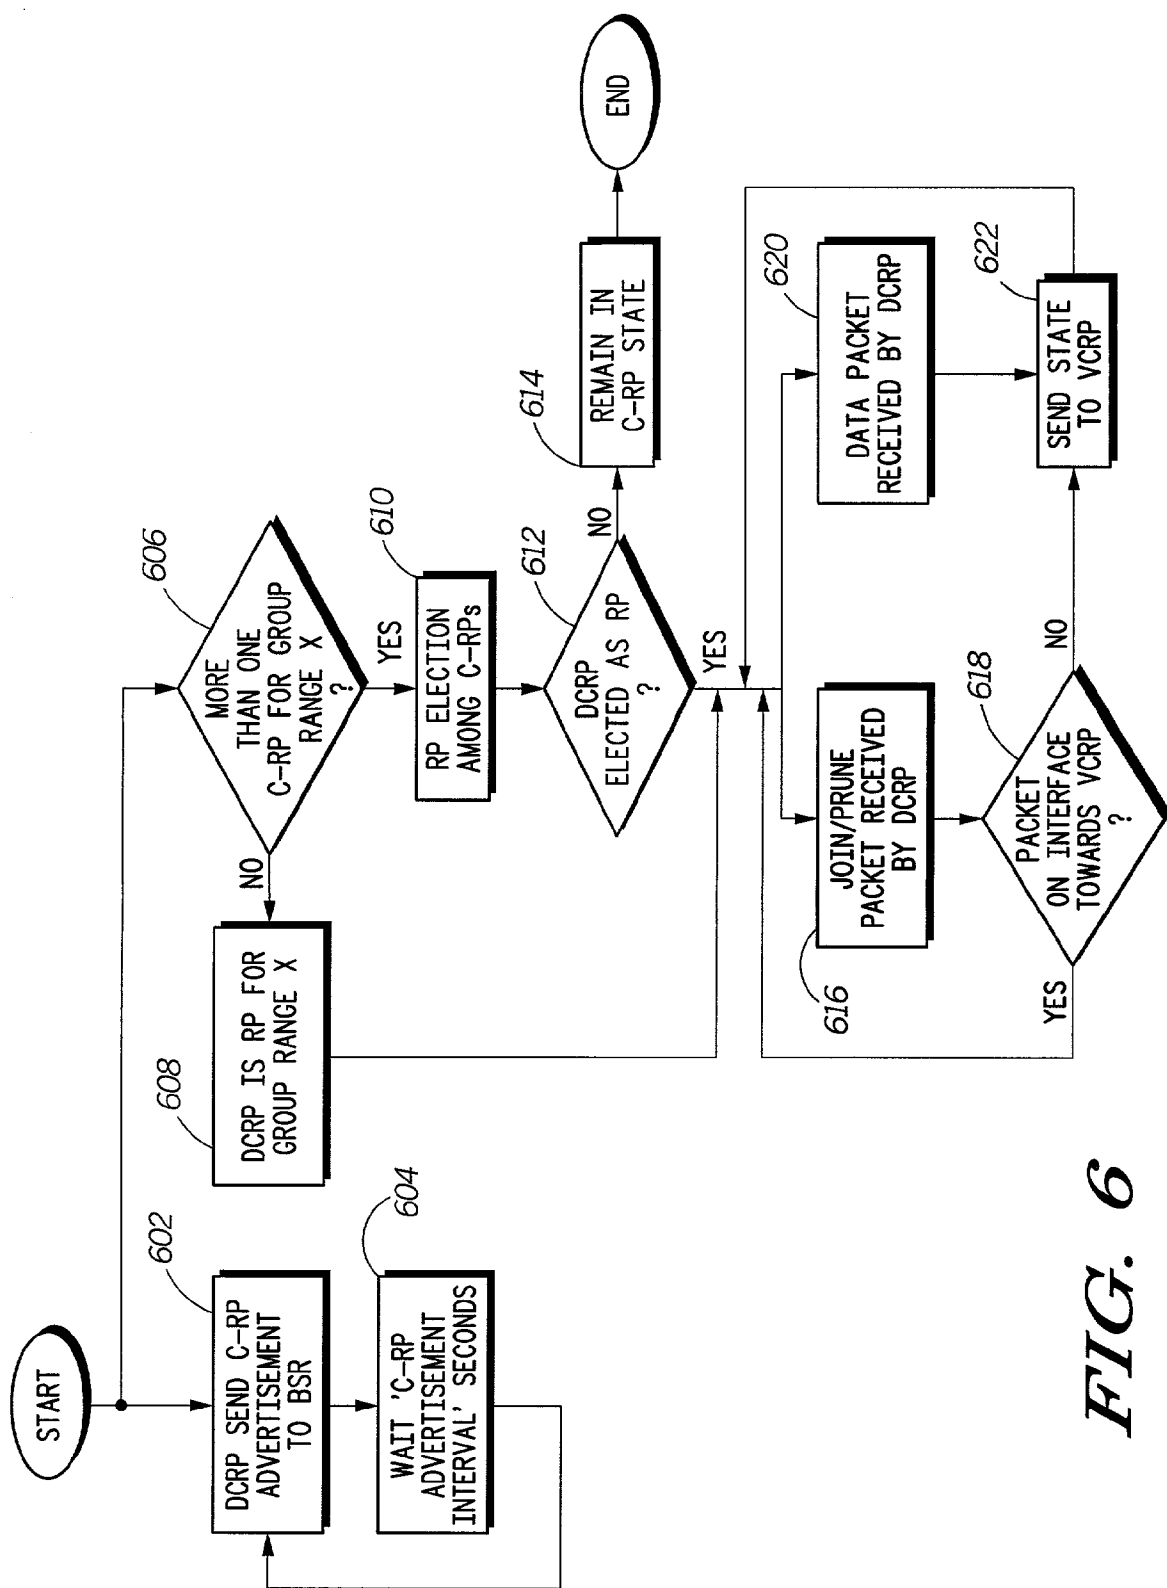 START
602
DCRP SEND C-RP
ADVERTISEMENT
TO BSR
604
WAIT 'C-RP
ADVERTISEMENT
INTERVAL' SECONDS
606
MORE
THAN ONE
C-RP FOR GROUP
RANGE X
?
NO
YES
608
DCRP IS RP FOR
GROUP RANGE X
610
RP ELECTION
AMONG C-RPs
612
DCRP
ELECTED AS RP
?
NO
YES
614
REMAIN IN
C-RP STATE
END
616
JOIN/PRUNE
PACKET RECEIVED
BY DCRP
618
PACKET
ON INTERFACE
TOWARDS VCRP
?
YES
NO
620
DATA PACKET
RECEIVED BY DCRP
622
SEND STATE
TO VCRP
FIG. 6